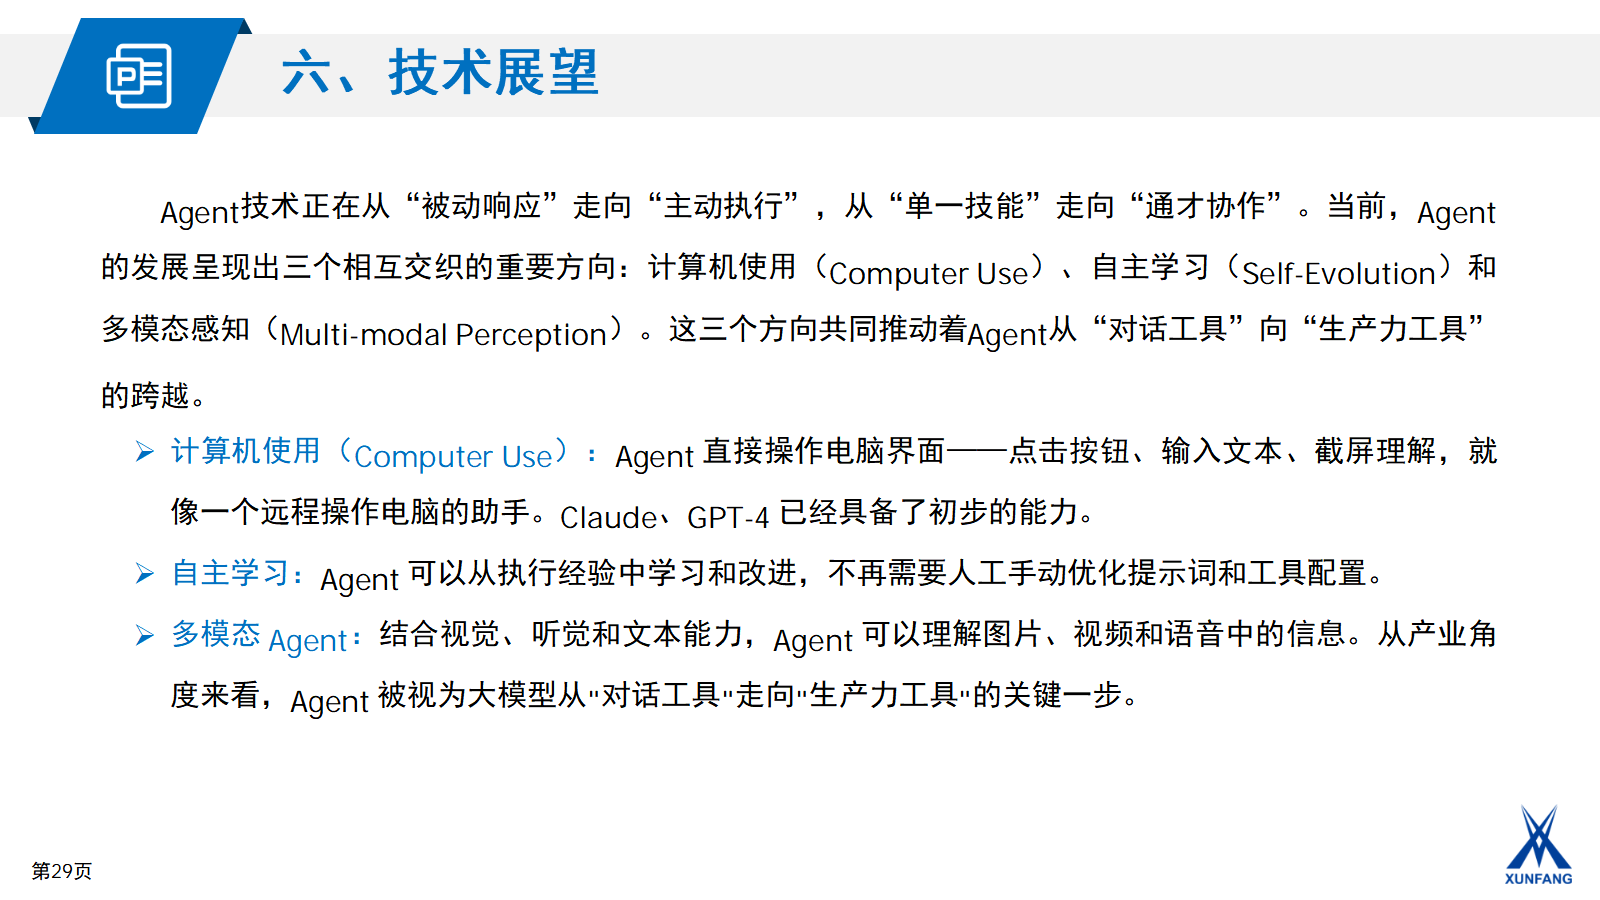 六、技术展望
Agent技术正在从“被动响应”走向“主动执行”，从“单一技能”走向“通才协作”。当前，Agent
的发展呈现出三个相互交织的重要方向：计算机使用（Computer Use）、自主学习（Self-Evolution）和
多模态感知（Multi-modal Perception）。这三个方向共同推动着Agent从“对话工具”向“生产力工具”
的跨越。
➢ 计算机使用（Computer Use）：Agent 直接操作电脑界面——点击按钮、输入文本、截屏理解，就
像一个远程操作电脑的助手。Claude、GPT-4 已经具备了初步的能力。
➢ 自主学习：Agent 可以从执行经验中学习和改进，不再需要人工手动优化提示词和工具配置。
➢ 多模态 Agent：结合视觉、听觉和文本能力，Agent 可以理解图片、视频和语音中的信息。从产业角
度来看，Agent 被视为大模型从"对话工具"走向"生产力工具"的关键一步。
第29页
XUNFANG